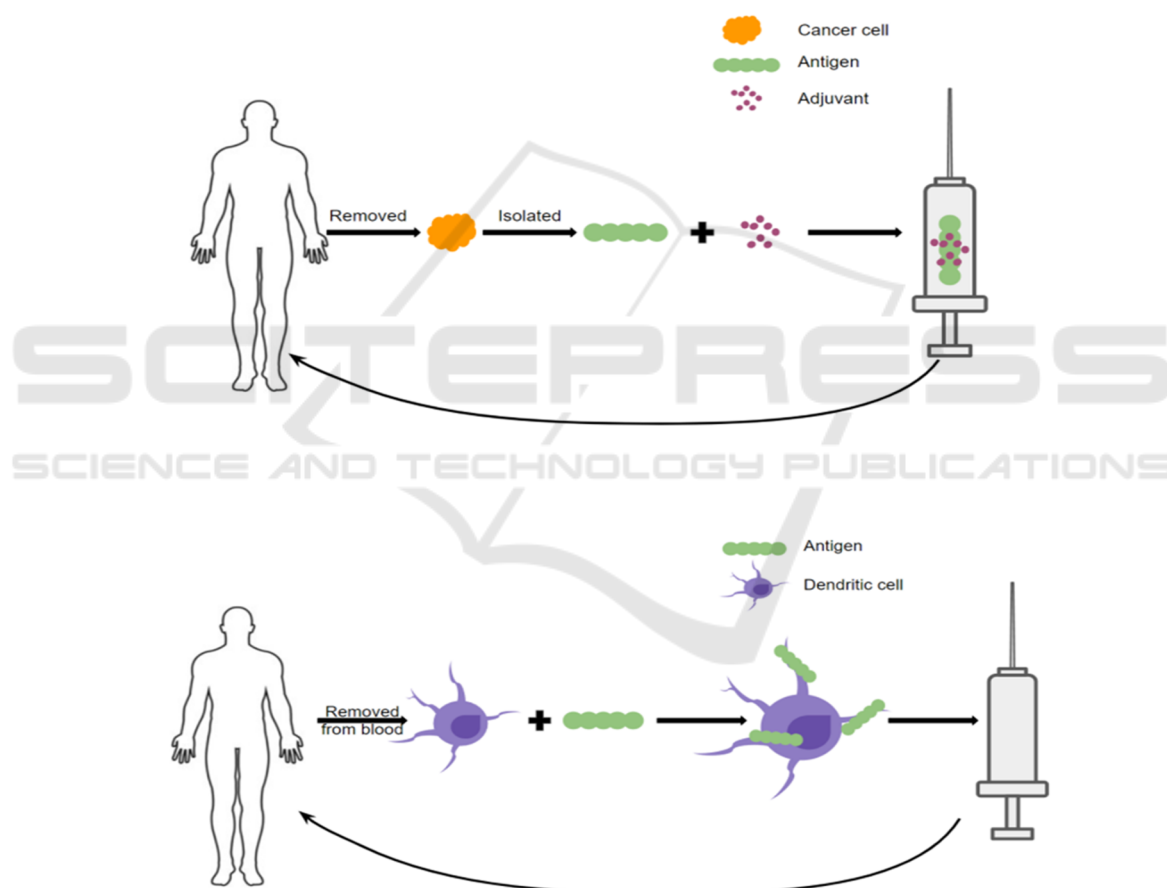 Cancer cell
Antigen
Adjuvant
Removed
Isolated
SCITEPRESS
SCIENCE AND TECHNOLOGY PUBLICATIONS
Antigen
Dendritic cell
Removed
from blood